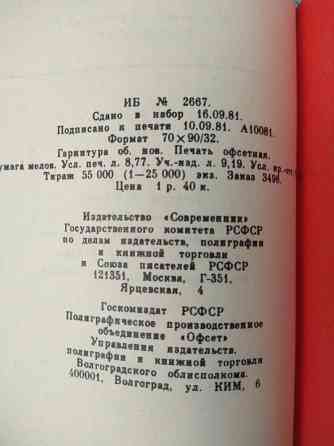 ИБ № 2667.
Сдано в набор 16.09.81.
Подписано к печати 10.09.81. А10081.
Формат 70×90/32.
Гарнитура об. нов. Печать офсетная.
умага мелов. Усл. печ. л. 8,77. Уч.-изд. л. 9,19. Усл. кр.-отт.
Тираж 55 000 (1—25 000) экз. Заказ 3496.
Цена 1 р. 40 к.
Издательство «Современник»
Государственного комитета РСФСР
по делам издательств, полиграфии
и книжной торговли
и Союза писателей РСФСР
121351, Москва, Г-351,
Ярцевская, 4
Госкомиздат РСФСР
Полиграфическое производственное
объединение «Офсет»
Управления издательств,
полиграфии и книжной торговли
Волгоградского облисполкома.
400001, Волгоград, ул. КИМ, 6